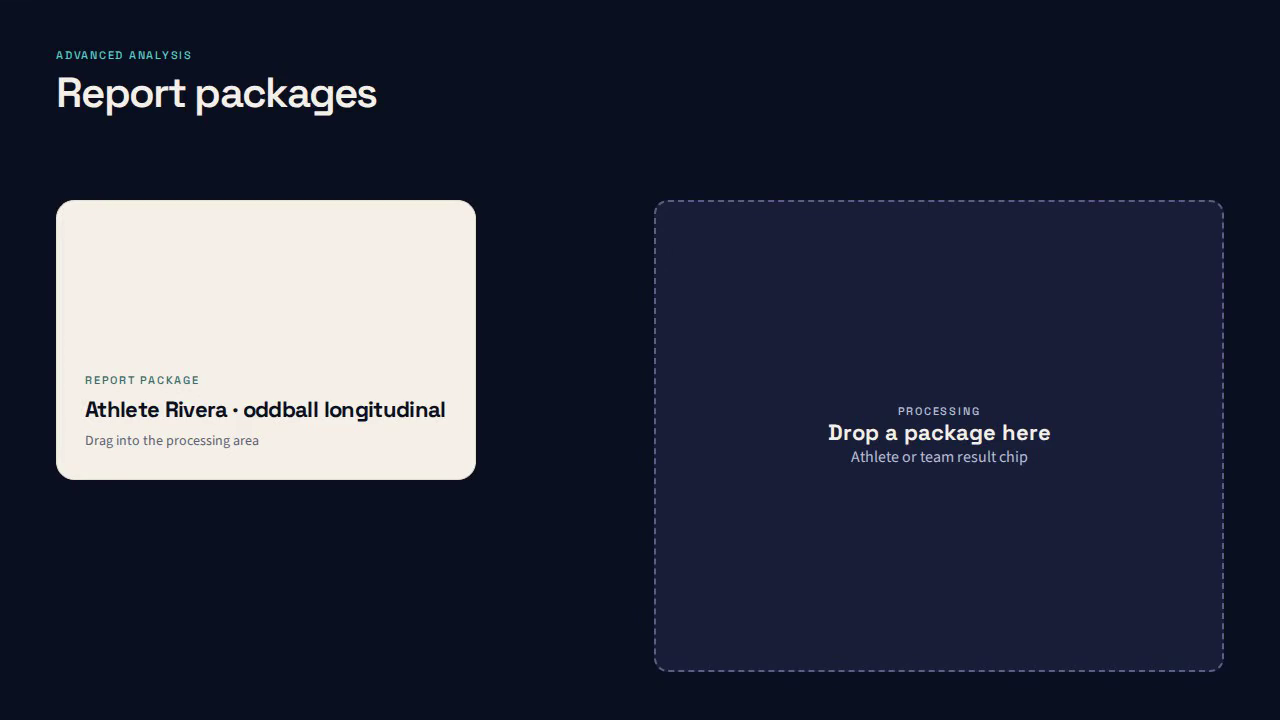 ADVANCED ANALYSIS
Report packages
REPORT PACKAGE
Athlete Rivera · oddball longitudinal
Drag into the processing area
PROCESSING
Drop a package here
Athlete or team result chip